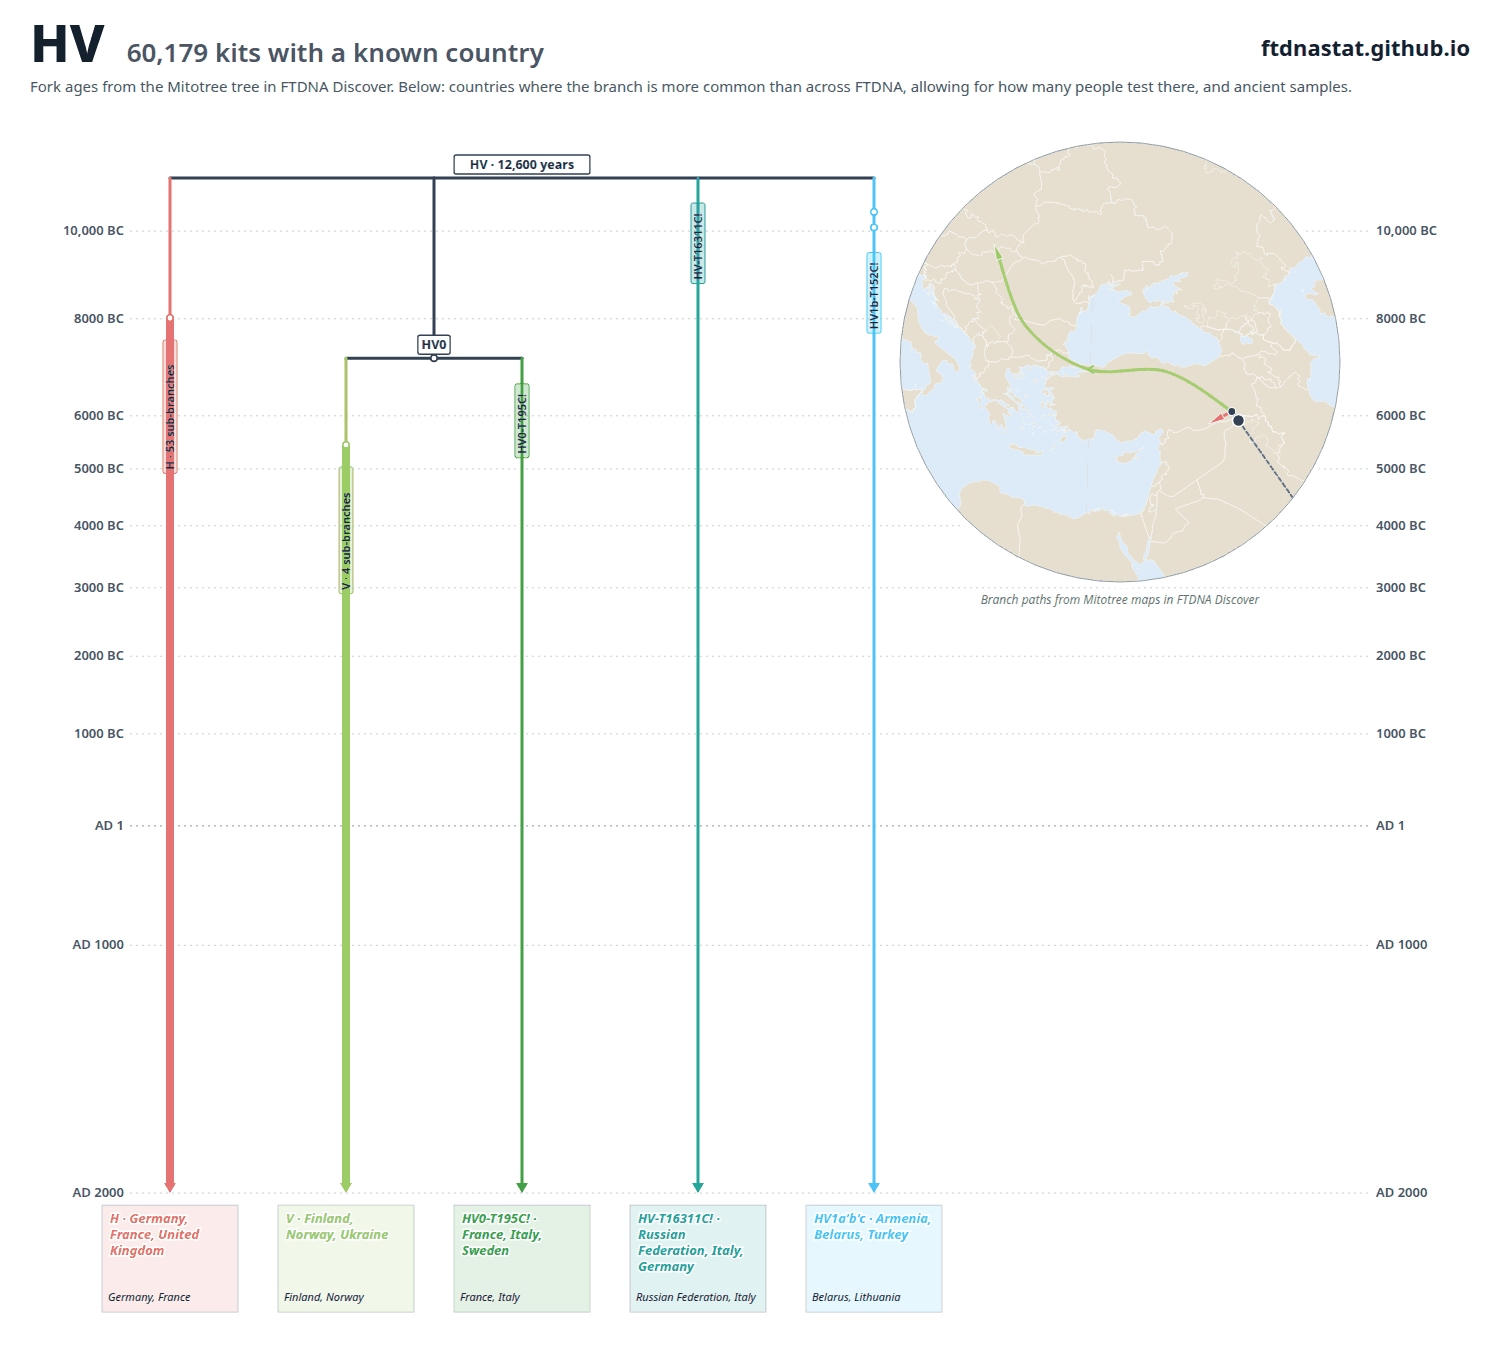 HV 60,179 kits with a known country
ftdnastat.github.io
Fork ages from the Mitotree tree in FTDNA Discover. Below: countries where the branch is more common than across FTDNA, allowing for how many people test there, and ancient samples.
HV · 12,600 years
HV-T16311C!
10,000 BC
10,000 BC
HV1b-T152C!
8000 BC
8000 BC
HV0
H · 53 sub-branches
HV0-T195C!
6000 BC
6000 BC
5000 BC
5000 BC
V · 4 sub-branches
4000 BC
4000 BC
3000 BC
3000 BC
Branch paths from Mitotree maps in FTDNA Discover
2000 BC
2000 BC
1000 BC
1000 BC
AD 1
AD 1
AD 1000
AD 1000
AD 2000
AD 2000
H · Germany,
France, United
Kingdom
Germany, France
V · Finland,
Norway, Ukraine
Finland, Norway
HV0-T195C! ·
France, Italy,
Sweden
France, Italy
HV-T16311C! ·
Russian
Federation, Italy,
Germany
Russian Federation, Italy
HV1a'b'c · Armenia,
Belarus, Turkey
Belarus, Lithuania